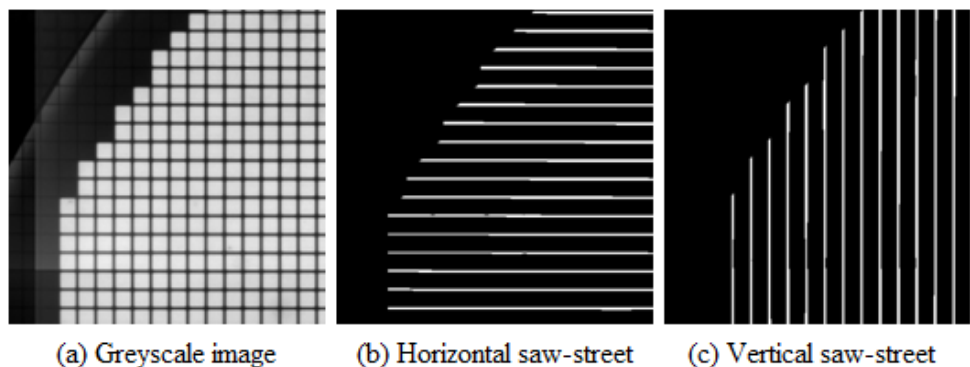 (a) Greyscale image
(b) Horizontal saw-street
(c) Vertical saw-street